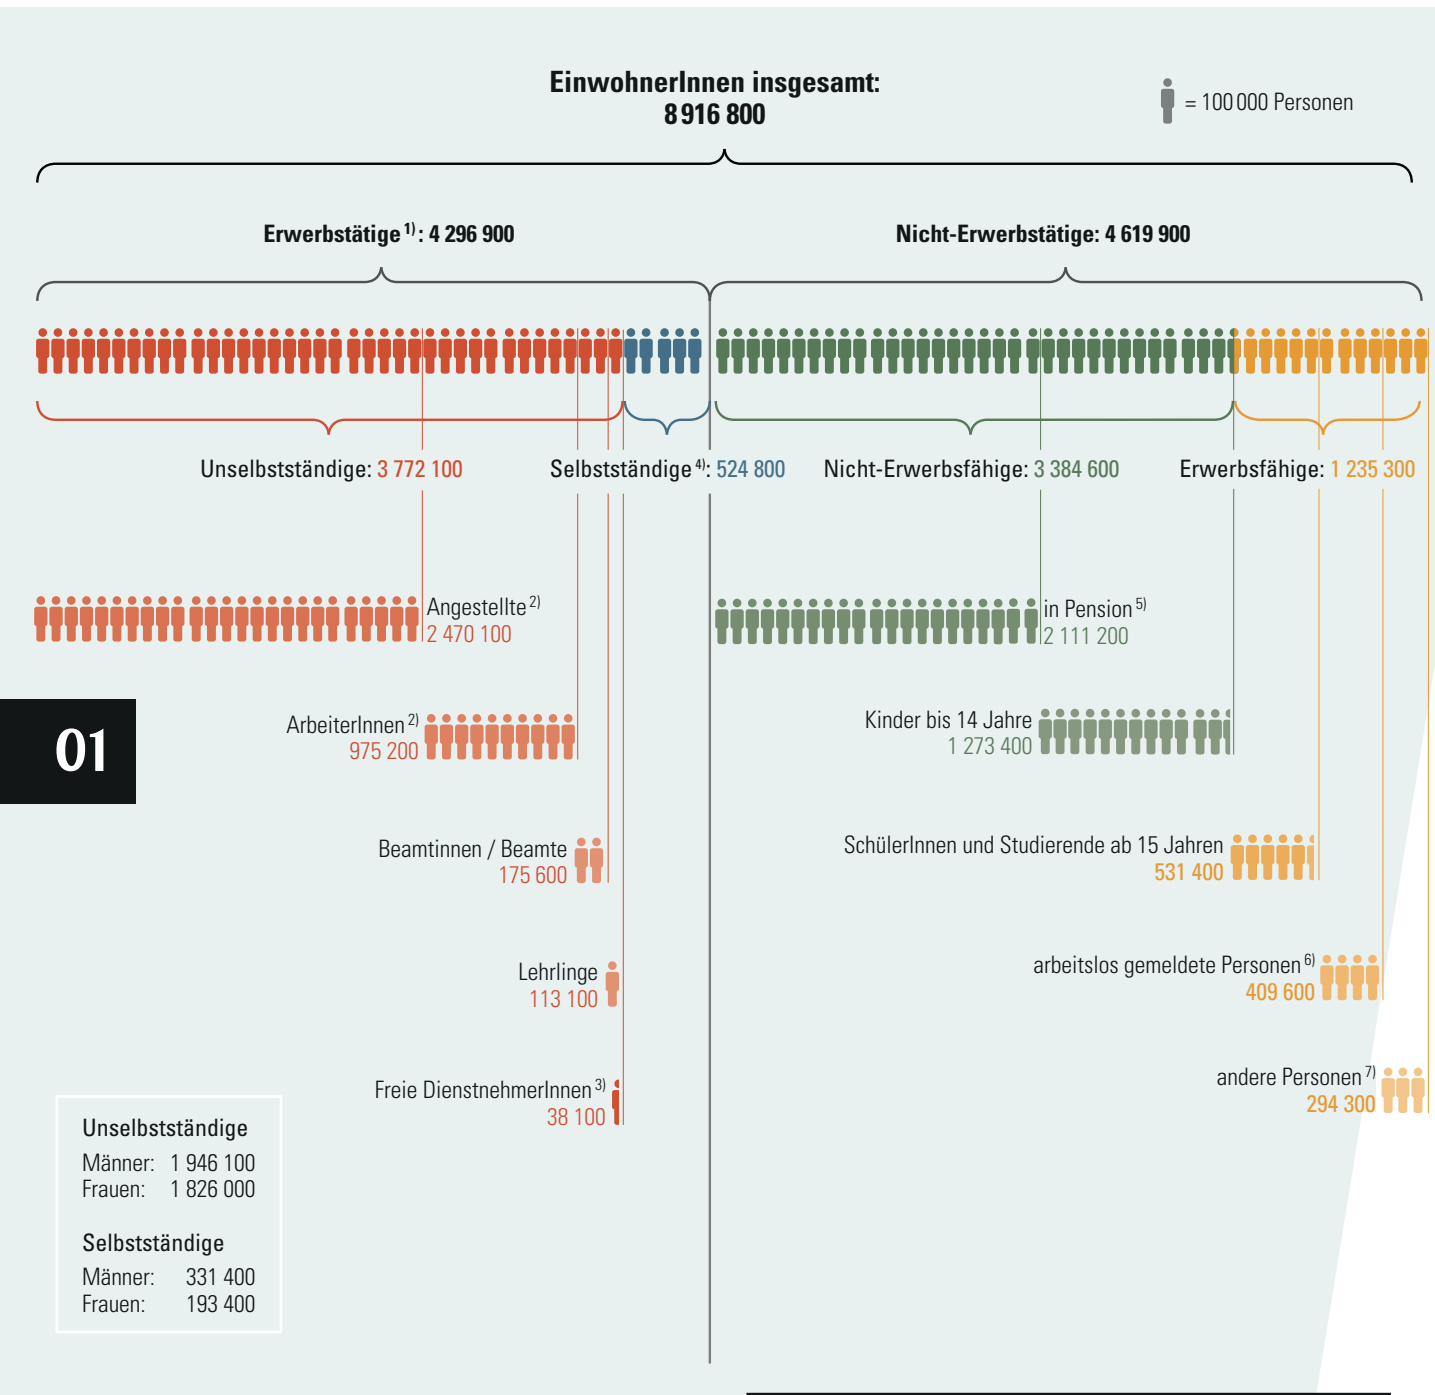 EinwohnerInnen insgesamt:
8 916 800
= 100 000 Personen
Erwerbstätige 1) : 4 296 900
Nicht-Erwerbstätige: 4 619 900
Unselbstständige: 3 772 100
Selbstständige 4): 524 800
Nicht-Erwerbsfähige: 3 384 600
Erwerbsfähige: 1 235 300
Angestellte 2)
2 470 100
in Pension 5)
2 111 200
ArbeiterInnen 2)
975 200
Kinder bis 14 Jahre
1 273 400
01
Beamtinnen / Beamte
175 600
SchülerInnen und Studierende ab 15 Jahren
531 400
Lehrlinge
113 100
arbeitslos gemeldete Personen 6)
409 600
Freie DienstnehmerInnen 3)
38 100
andere Personen 7)
294 300
Unselbstständige
Männer: 1 946 100
Frauen: 1 826 000
Selbstständige
Männer: 331 400
Frauen: 193 400